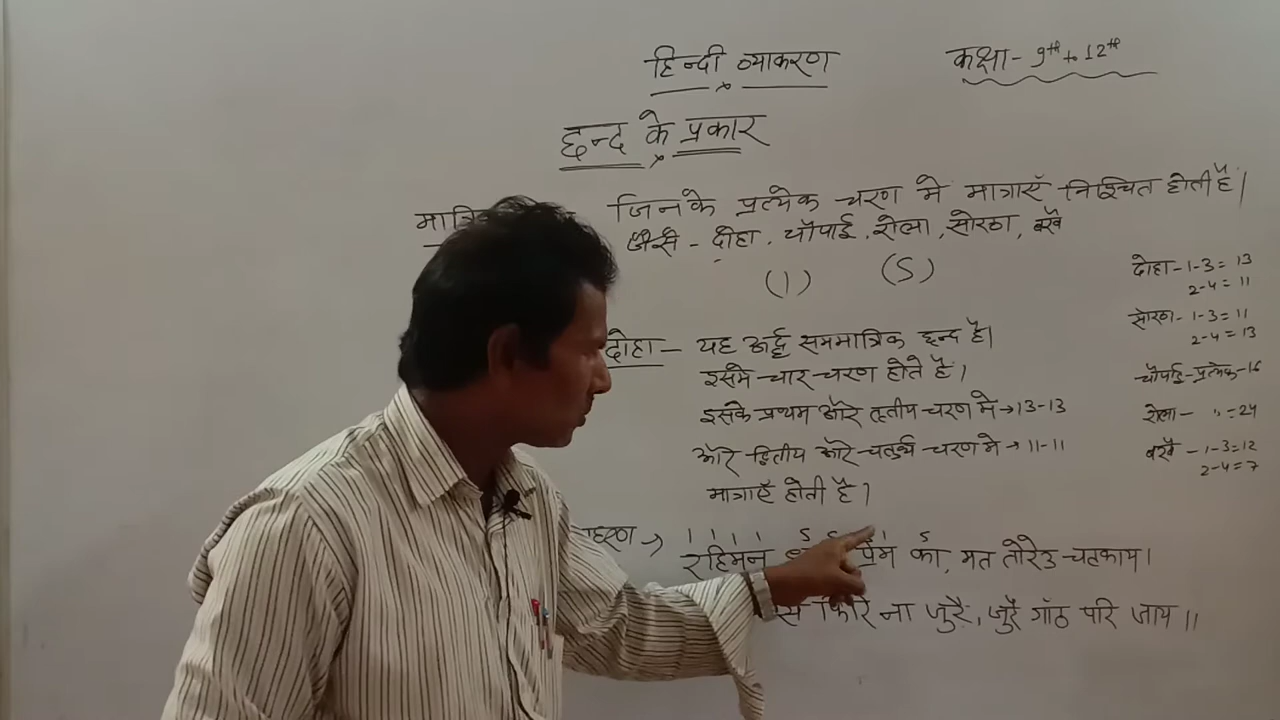 हिन्दी व्याकरण
कक्षा- 9th to 12th
छन्द के प्रकार
जिनके प्रत्येक चरण में मात्राएँ निश्चित होती है।
जैसे - दोहा, चौपाई, रोला, सोरठा, बरवै
(।) (S)
दोहा- 1-3 = 13
2-4 = 11
सोरठा- 1-3 = 11
2-4 = 13
चौपाई-प्रत्येक-16
रोला- " = 24
बरवै - 1-3=12
2-4=7
दोहा - यह अर्द्ध सममात्रिक छन्द है।
इसमे चार चरण होते है।
इसके प्रथम और तृतीय चरण मे → 13-13
और द्वितीय और चतुर्थ चरण मे → 11-11
मात्राएँ होती है।
। । । । S S । S
रहिमन प्रेम का, मत तोरेउ चटकाय।
फिरि ना जुरै, जुरै गाँठ परि जाय॥